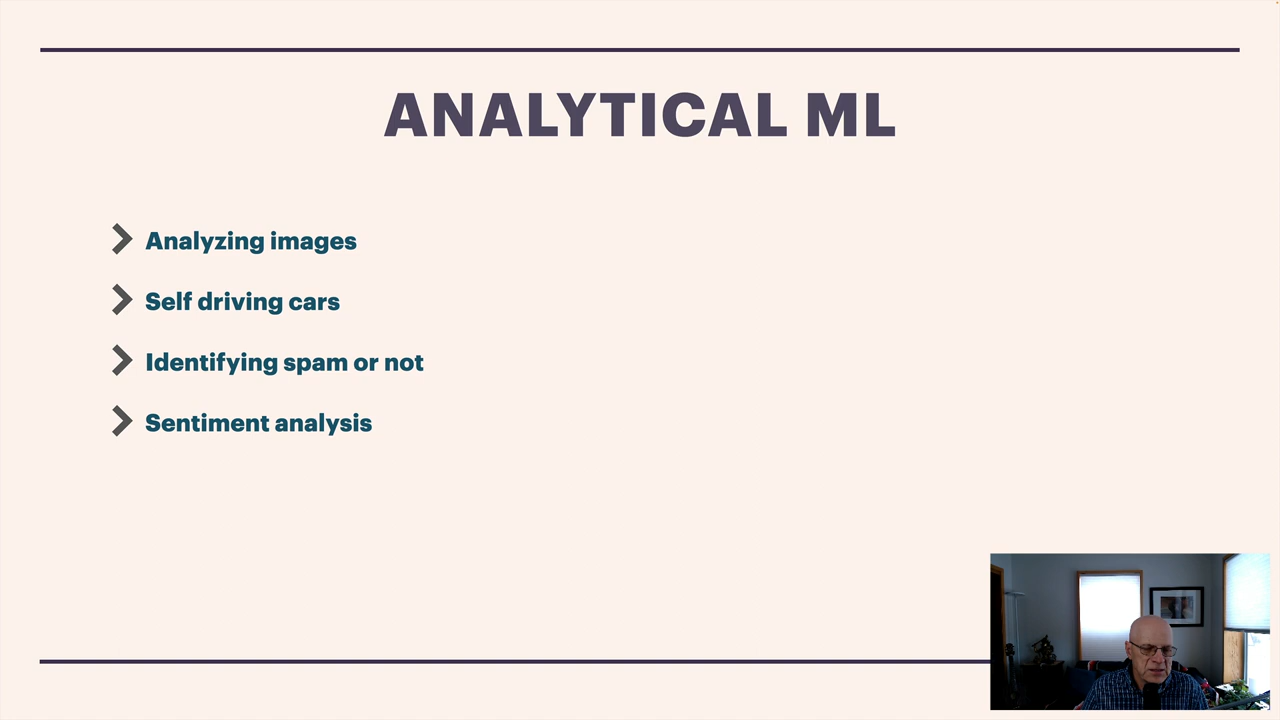 ANALYTICAL ML
Analyzing images
Self driving cars
Identifying spam or not
Sentiment analysis